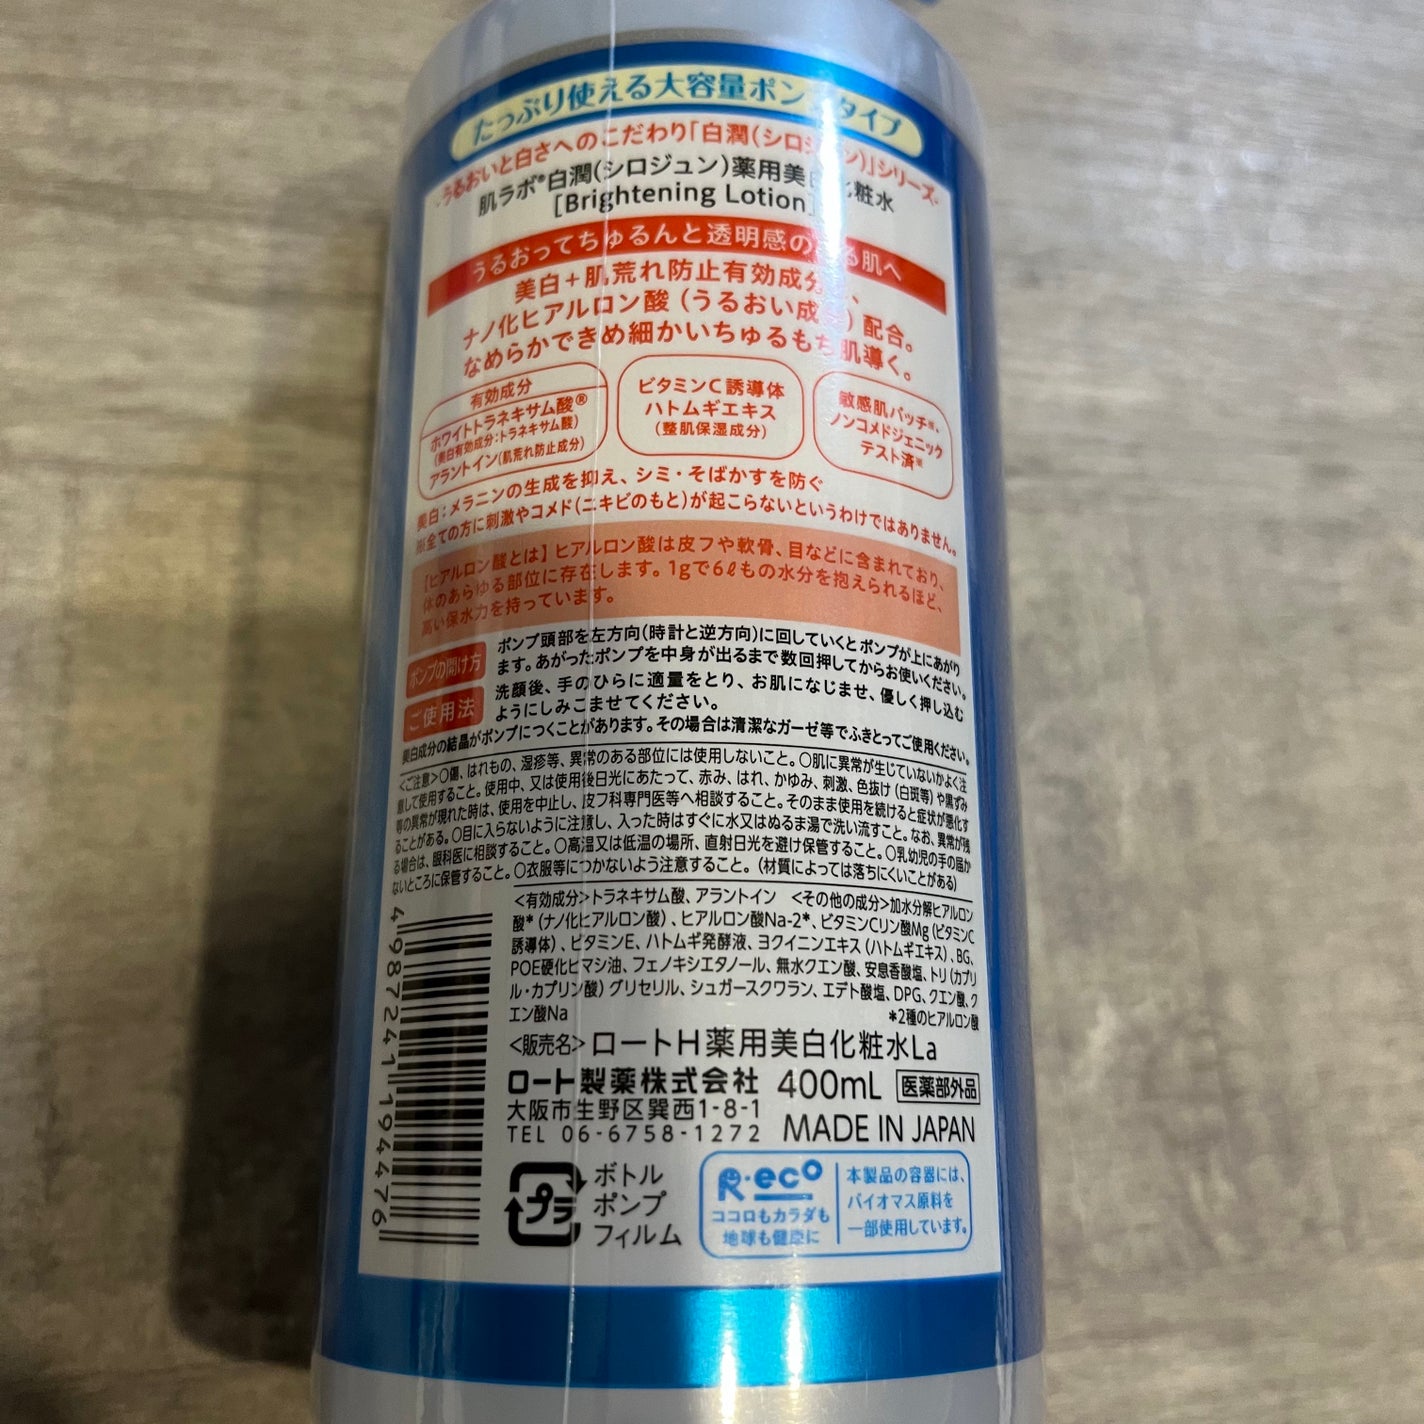 たっぷり使える大容量ポンプタイプ
うるおいと白さへのこだわり「白潤(シロジュン)」シリーズ
肌ラボ®白潤(シロジュン)薬用美白化粧水
[Brightening Lotion]
うるおってちゅるんと透明感の る肌へ
美白+肌荒れ防止有効成分 、
ナノ化ヒアルロン酸(うるおい成分)配合。
なめらかできめ細かいちゅるもち肌導く。
有効成分
ホワイトトラネキサム酸®
(美白有効成分:トラネキサム酸)
アラントイン(肌荒れ防止成分)
ビタミンC誘導体
ハトムギエキス
(整肌保湿成分)
敏感肌パッチ※、
ノンコメドジェニック
テスト済※
美白:メラニンの生成を抑え、シミ・そばかすを防ぐ
※全ての方に刺激やコメド(ニキビのもと)が起こらないというわけではありません。
【ヒアルロン酸とは】ヒアルロン酸は皮フや軟骨、目などに含まれており、
体のあらゆる部位に存在します。1gで6ℓもの水分を抱えられるほど、
高い保水力を持っています。
ポンプの開け方
ポンプ頭部を左方向(時計と逆方向)に回していくとポンプが上にあがり
ます。あがったポンプを中身が出るまで数回押してからお使いください。
ご使用法
洗顔後、手のひらに適量をとり、お肌になじませ、優しく押し込む
ようにしみこませてください。
美白成分の結晶がポンプにつくことがあります。その場合は清潔なガーゼ等でふきとってご使用ください。
<ご注意>○傷、はれもの、湿疹等、異常のある部位には使用しないこと。○肌に異常が生じていないかよく注
意して使用すること。使用中、又は使用後日光にあたって、赤み、はれ、かゆみ、刺激、色抜け(白斑等)や黒ずみ
等の異常が現れた時は、使用を中止し、皮フ科専門医等へ相談すること。そのまま使用を続けると症状が悪化す
ることがある。○目に入らないように注意し、入った時はすぐに水又はぬるま湯で洗い流すこと。なお、異常が残
る場合は、眼科医に相談すること。○高温又は低温の場所、直射日光を避け保管すること。○乳幼児の手の届か
ないところに保管すること。○衣服等につかないよう注意すること。(材質によっては落ちにくいことがある)
<有効成分>トラネキサム酸、アラントイン <その他の成分>加水分解ヒアルロン
酸*(ナノ化ヒアルロン酸)、ヒアルロン酸Na-2*、ビタミンCリン酸Mg(ビタミンC
誘導体)、ビタミンE、ハトムギ発酵液、ヨクイニンエキス(ハトムギエキス)、BG、
POE硬化ヒマシ油、フェノキシエタノール、無水クエン酸、安息香酸塩、トリ(カプリ
ル・カプリン酸)グリセリル、シュガースクワラン、エデト酸塩、DPG、クエン酸、ク
エン酸Na *2種のヒアルロン酸
<販売名>ロートH薬用美白化粧水La
ロート製薬株式会社 400mL 医薬部外品
大阪市生野区巽西1-8-1
TEL 06-6758-1272 MADE IN JAPAN
4987241194476
プラ
ボトル
ポンプ
フィルム
R・eco
ココロもカラダも
地球も健康に
本製品の容器には、
バイオマス原料を
一部使用しています。